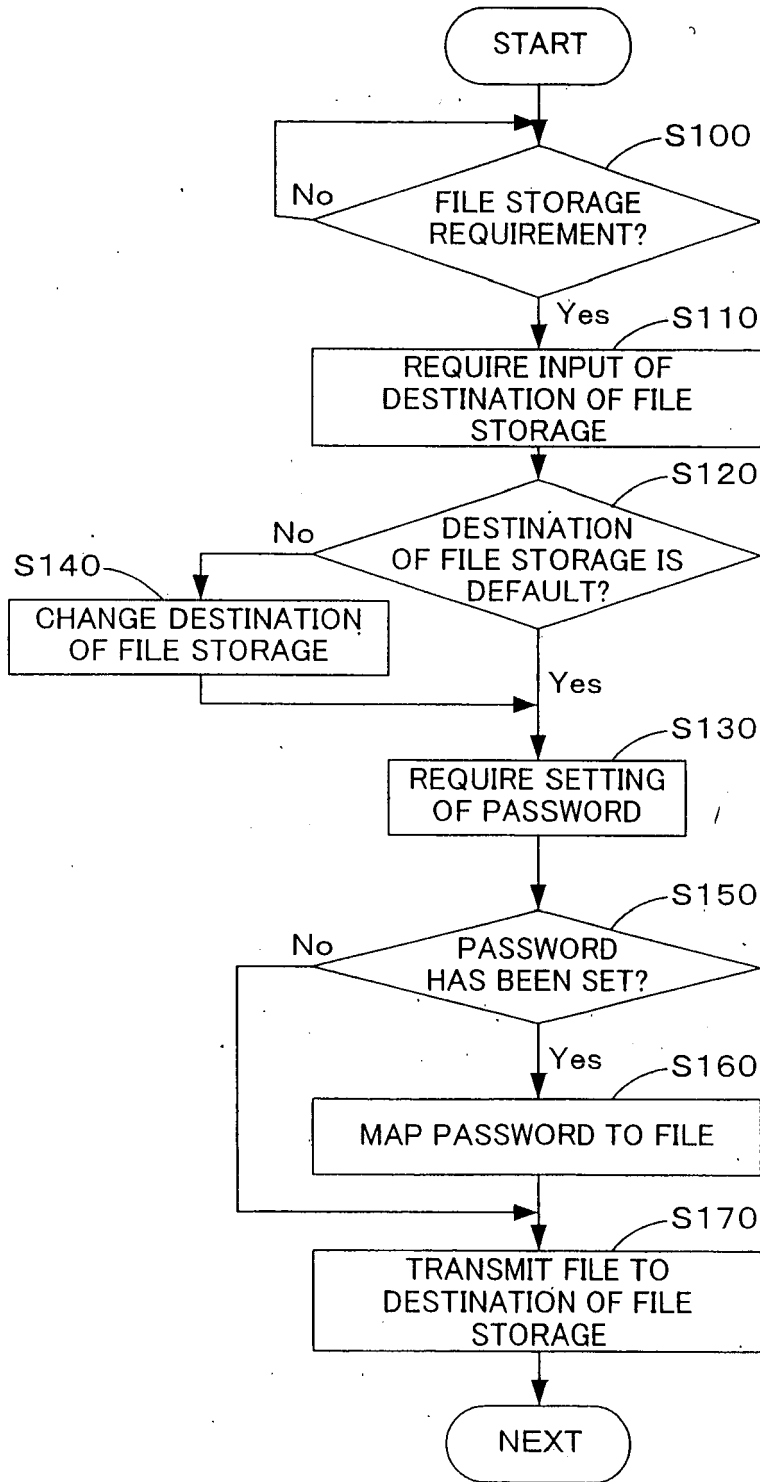 START
S100
No
FILE STORAGE
REQUIREMENT?
Yes
S110
REQUIRE INPUT OF
DESTINATION OF FILE
STORAGE
S120
No
DESTINATION
OF FILE STORAGE IS
DEFAULT?
S140
CHANGE DESTINATION
OF FILE STORAGE
Yes
S130
REQUIRE SETTING
OF PASSWORD
S150
No
PASSWORD
HAS BEEN SET?
Yes
S160
MAP PASSWORD TO FILE
S170
TRANSMIT FILE TO
DESTINATION OF FILE
STORAGE
NEXT